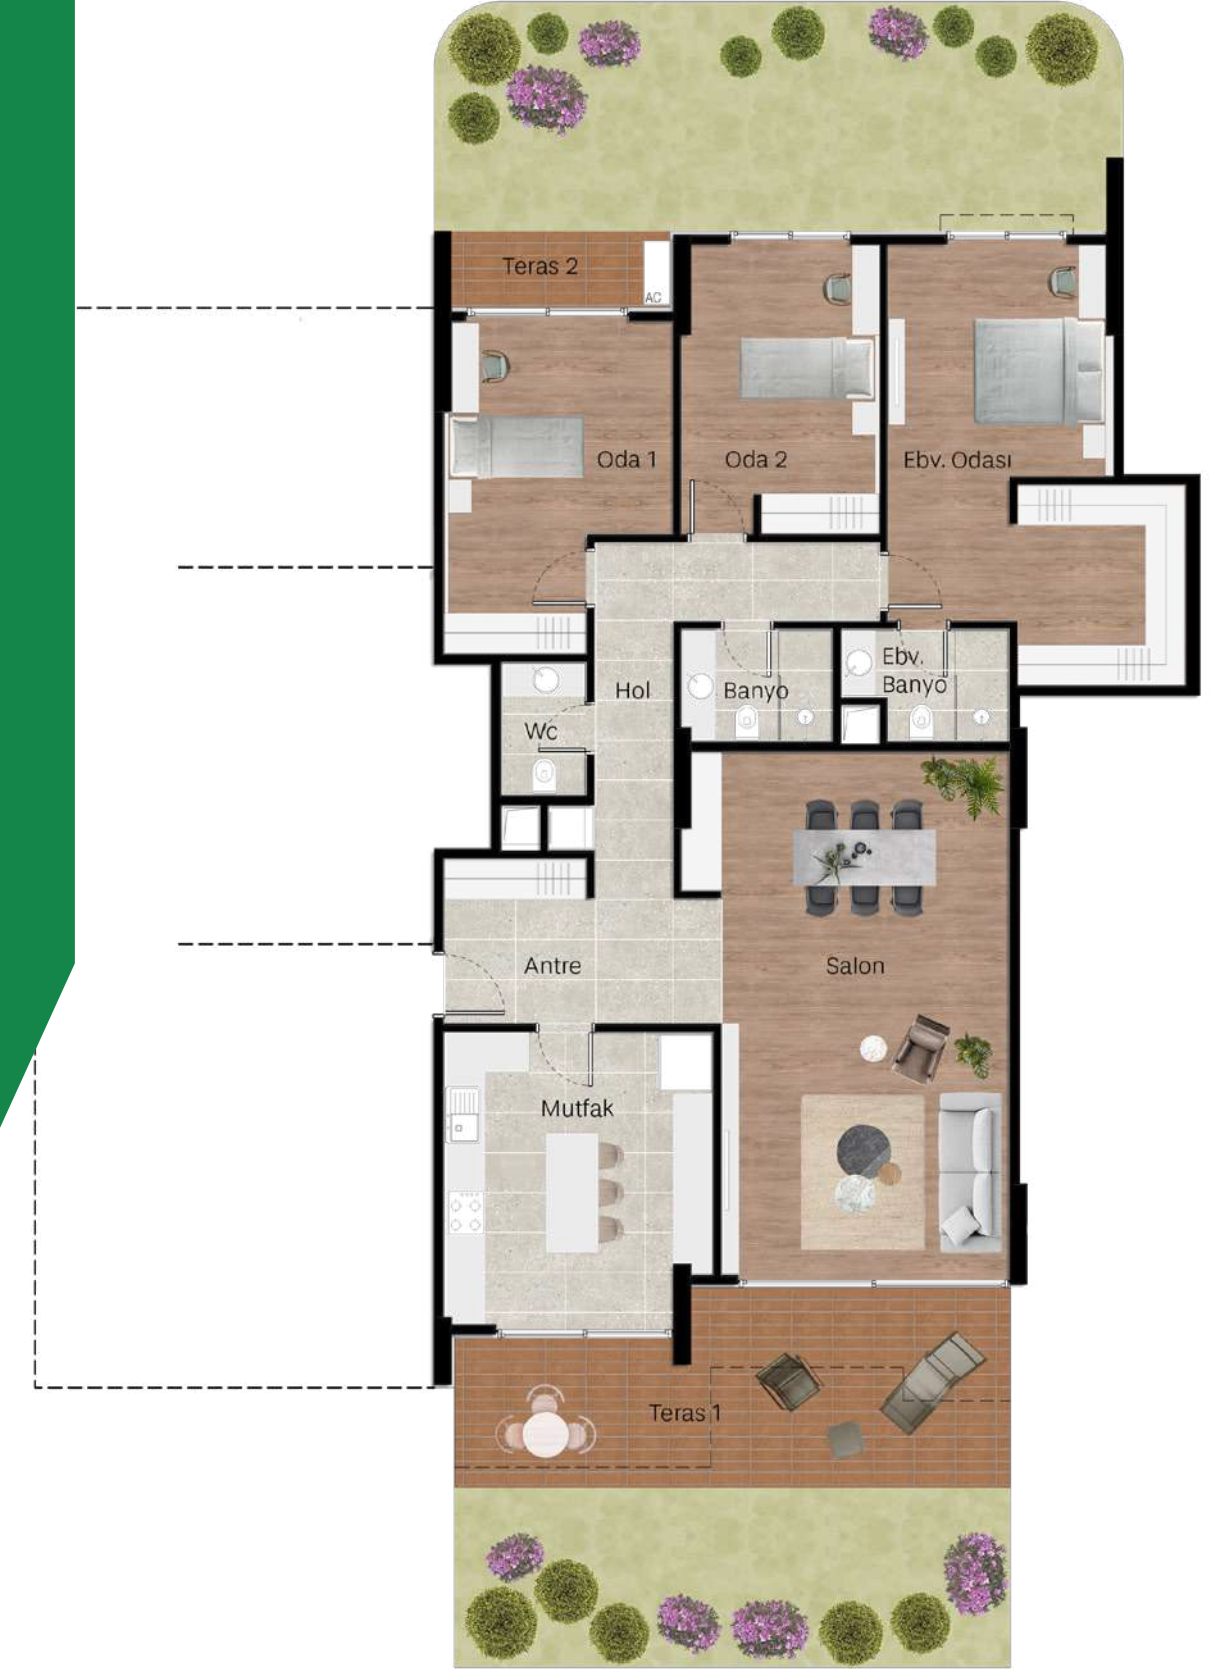 Teras 2
AC
Oda 1
Oda 2
Ebv. Odası
Hol
Banyo
Ebv.
Banyo
Wc
Antre
Salon
Mutfak
Teras 1